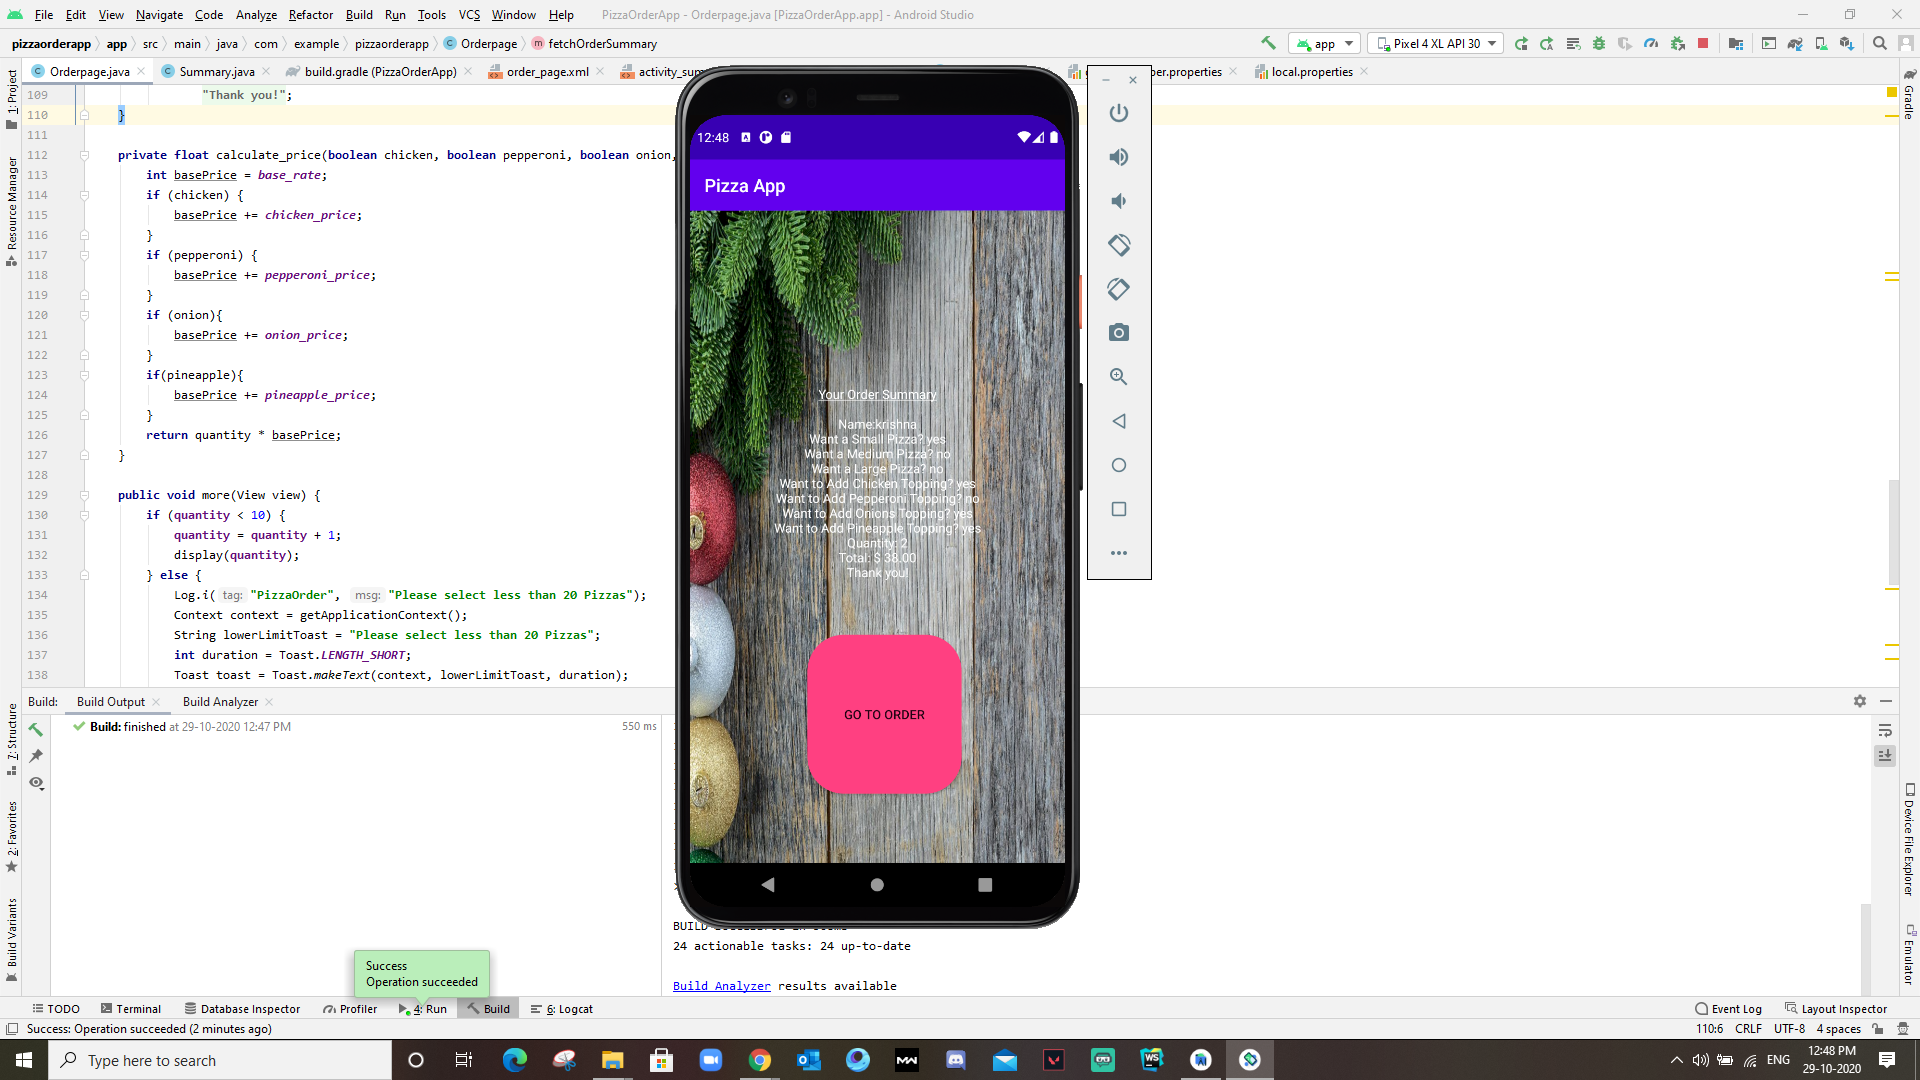 File Edit View Navigate Code Analyze Refactor Build Run Tools VCS Window Help PizzaOrderApp - Orderpage.java [PizzaOrderApp.app] - Android Studio
pizzaorderapp app src main java com example pizzaorderapp Orderpage fetchOrderSummary app Pixel 4 XL API 30
Orderpage.java Summary.java build.gradle (PizzaOrderApp) order_page.xml activity_sum per.properties local.properties
109 "Thank you!";
110 }
111
112 private float calculate_price(boolean chicken, boolean pepperoni, boolean onion,
113 int basePrice = base_rate;
114 if (chicken) {
115 basePrice += chicken_price;
116 }
117 if (pepperoni) {
118 basePrice += pepperoni_price;
119 }
120 if (onion){
121 basePrice += onion_price;
122 }
123 if(pineapple){
124 basePrice += pineapple_price;
125 }
126 return quantity * basePrice;
127 }
128
129 public void more(View view) {
130 if (quantity < 10) {
131 quantity = quantity + 1;
132 display(quantity);
133 } else {
134 Log.i( tag: "PizzaOrder", msg: "Please select less than 20 Pizzas");
135 Context context = getApplicationContext();
136 String lowerLimitToast = "Please select less than 20 Pizzas";
137 int duration = Toast.LENGTH_SHORT;
138 Toast toast = Toast.makeText(context, lowerLimitToast, duration);
1: Project
Resource Manager
7: Structure
2: Favorites
Build Variants
Gradle
Device File Explorer
Emulator
12:48
Pizza App
Your Order Summary
Name:krishna
Want a Small Pizza? yes
Want a Medium Pizza? no
Want a Large Pizza? no
Want to Add Chicken Topping? yes
Want to Add Pepperoni Topping? no
Want to Add Onions Topping? yes
Want to Add Pineapple Topping? yes
Quantity: 2
Total: $ 38.00
Thank you!
GO TO ORDER
Build: Build Output Build Analyzer
Build: finished at 29-10-2020 12:47 PM 550 ms
BUILD
24 actionable tasks: 24 up-to-date
Build Analyzer results available
Success
Operation succeeded
TODO Terminal Database Inspector Profiler 4: Run Build 6: Logcat Event Log Layout Inspector
Success: Operation succeeded (2 minutes ago) 110:6 CRLF UTF-8 4 spaces
Type here to search
ENG 12:48 PM
29-10-2020